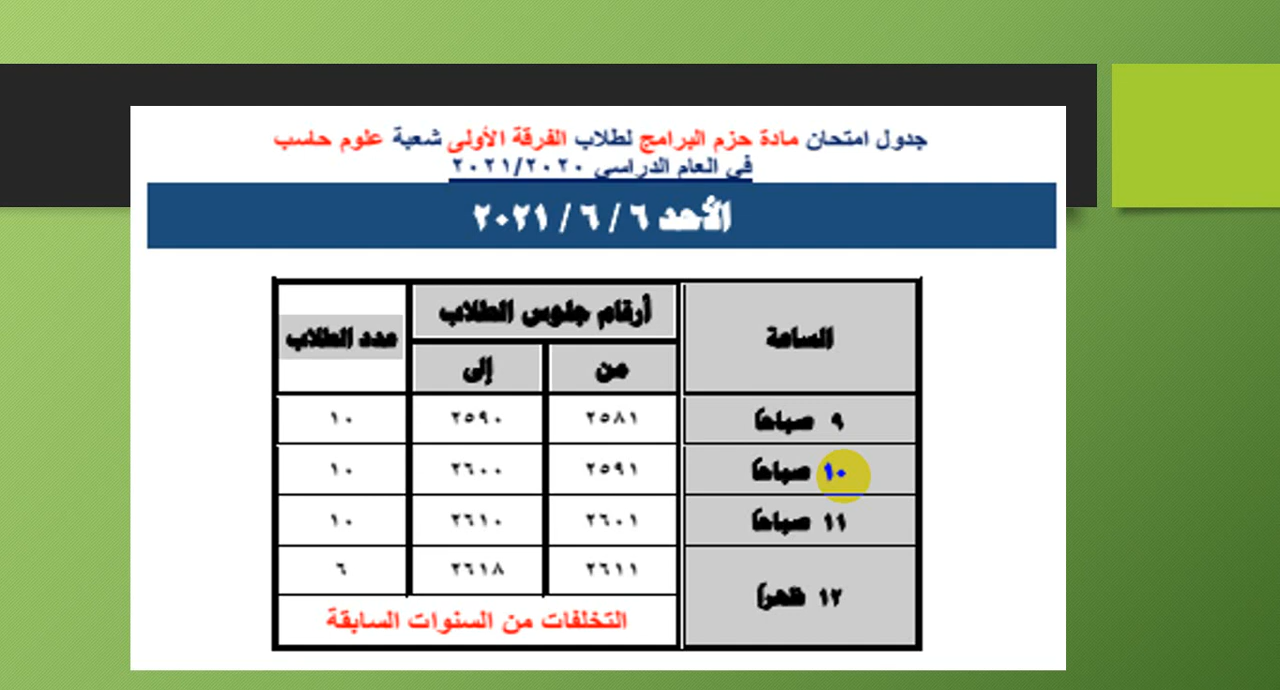 جدول امتحان مادة حزم البرامج لطلاب الفرقة الأولى شعبة علوم حاسب
في العام الدراسي ٢٠٢١/٢٠٢٠
الأحد ٦ / ٦ / ٢٠٢١
الساعة أرقام جلوس الطلاب عدد الطلاب
من إلى
٩ صباحا ٢٥٨١ ٢٥٩٠ ١٠
١٠ صباحا ٢٥٩١ ٢٦٠٠ ١٠
١١ صباحا ٢٦٠١ ٢٦١٠ ١٠
١٢ ظهرا ٢٦١١ ٢٦١٨ ٦
التخلفات من السنوات السابقة